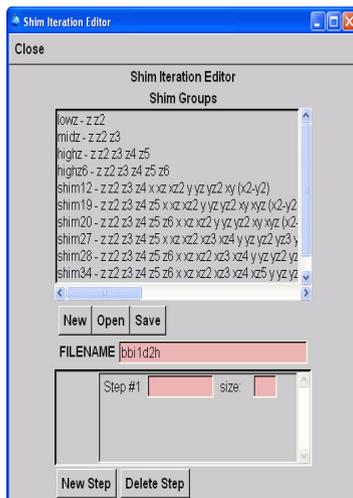 Shim Iteration Editor
Close
Shim Iteration Editor
Shim Groups
lowz - z z2
midz - z z2 z3
highz - z z2 z3 z4 z5
highz6 - z z2 z3 z4 z5 z6
shim12 - z z2 z3 z4 x xz xz2 y yz yz2 xy (x2-y2)
shim19 - z z2 z3 z4 z5 x xz xz2 y yz yz2 xy xyz (x2-y2
shim20 - z z2 z3 z4 z5 z6 x xz xz2 y yz yz2 xy xyz (x2-
shim27 - z z2 z3 z4 z5 x xz xz2 xz3 xz4 y yz yz2 yz3 y
shim28 - z z2 z3 z4 z5 z6 x xz xz2 xz3 xz4 y yz yz2 yz
shim34 - z z2 z3 z4 z5 z6 x xz xz2 xz3 xz4 xz5 y yz yz
New Open Save
FILENAME bbi1d2h
Step #1 size:
New Step Delete Step